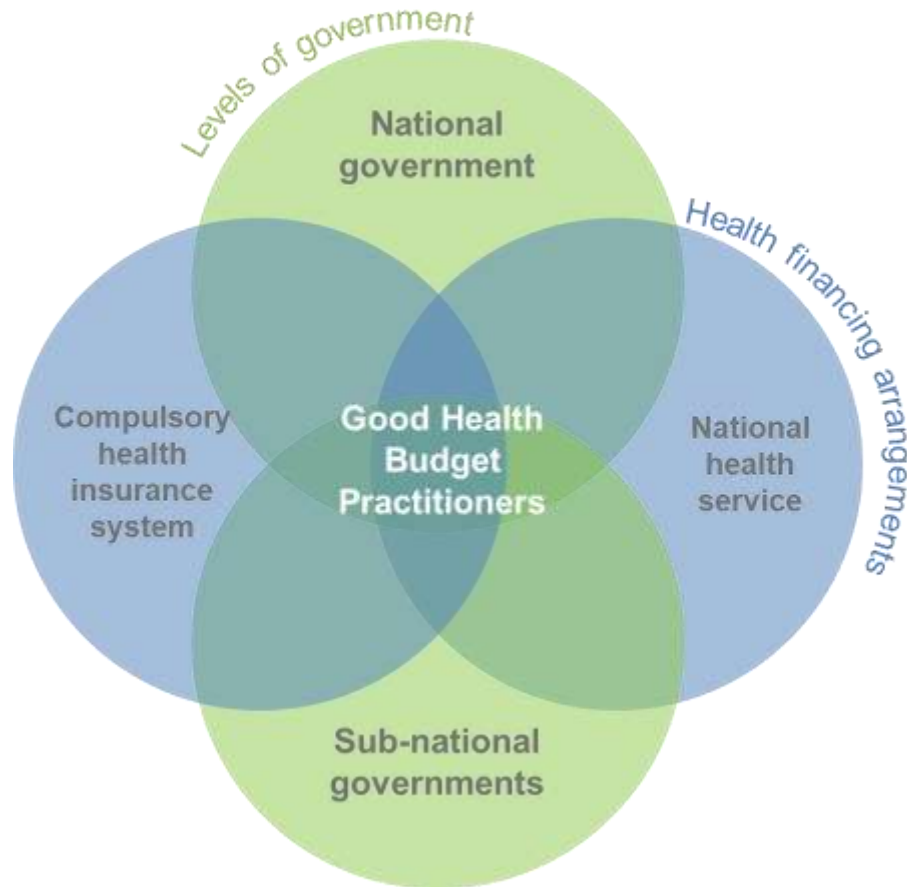 Levels of government
National
government
Health financing arrangements
Compulsory
health
insurance
system
Good Health
Budget
Practitioners
National
health
service
Sub-national
governments